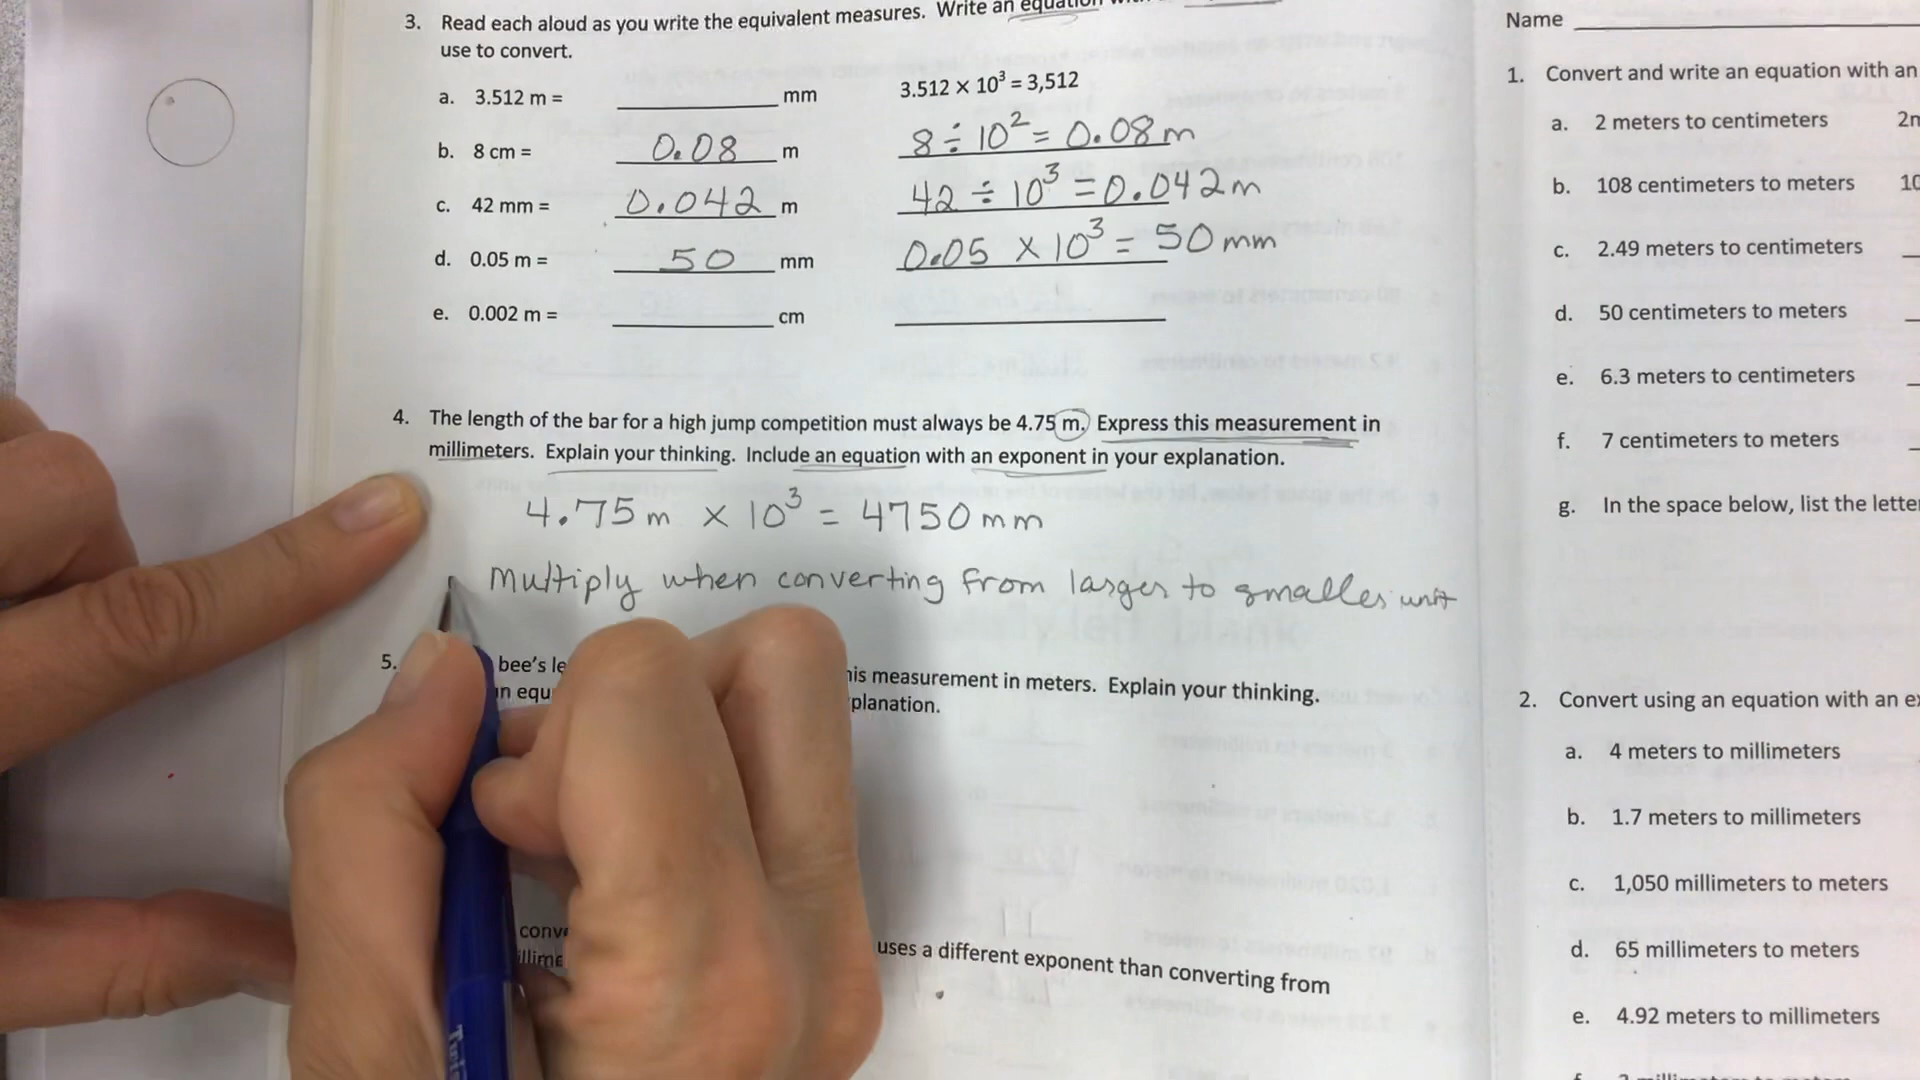 3. Read each aloud as you write the equivalent measures. Write an equation
use to convert.
a. 3.512 m = ________ mm 3.512 × 10³ = 3,512
b. 8 cm = 0.08 m 8 ÷ 10² = 0.08 m
c. 42 mm = 0.042 m 42 ÷ 10³ = 0.042 m
d. 0.05 m = 50 mm 0.05 × 10³ = 50 mm
e. 0.002 m = ________ cm ________
4. The length of the bar for a high jump competition must always be 4.75 m. Express this measurement in
millimeters. Explain your thinking. Include an equation with an exponent in your explanation.
4.75 m × 10³ = 4750 mm
Multiply when converting from larger to smaller unit
5. bee's
measurement in meters. Explain your thinking.
uses a different exponent than converting from
Name ________
1. Convert and write an equation with an
a. 2 meters to centimeters
b. 108 centimeters to meters
c. 2.49 meters to centimeters
d. 50 centimeters to meters
e. 6.3 meters to centimeters
f. 7 centimeters to meters
g. In the space below, list the
2. Convert using an equation with an
a. 4 meters to millimeters
b. 1.7 meters to millimeters
c. 1,050 millimeters to meters
d. 65 millimeters to meters
e. 4.92 meters to millimeters